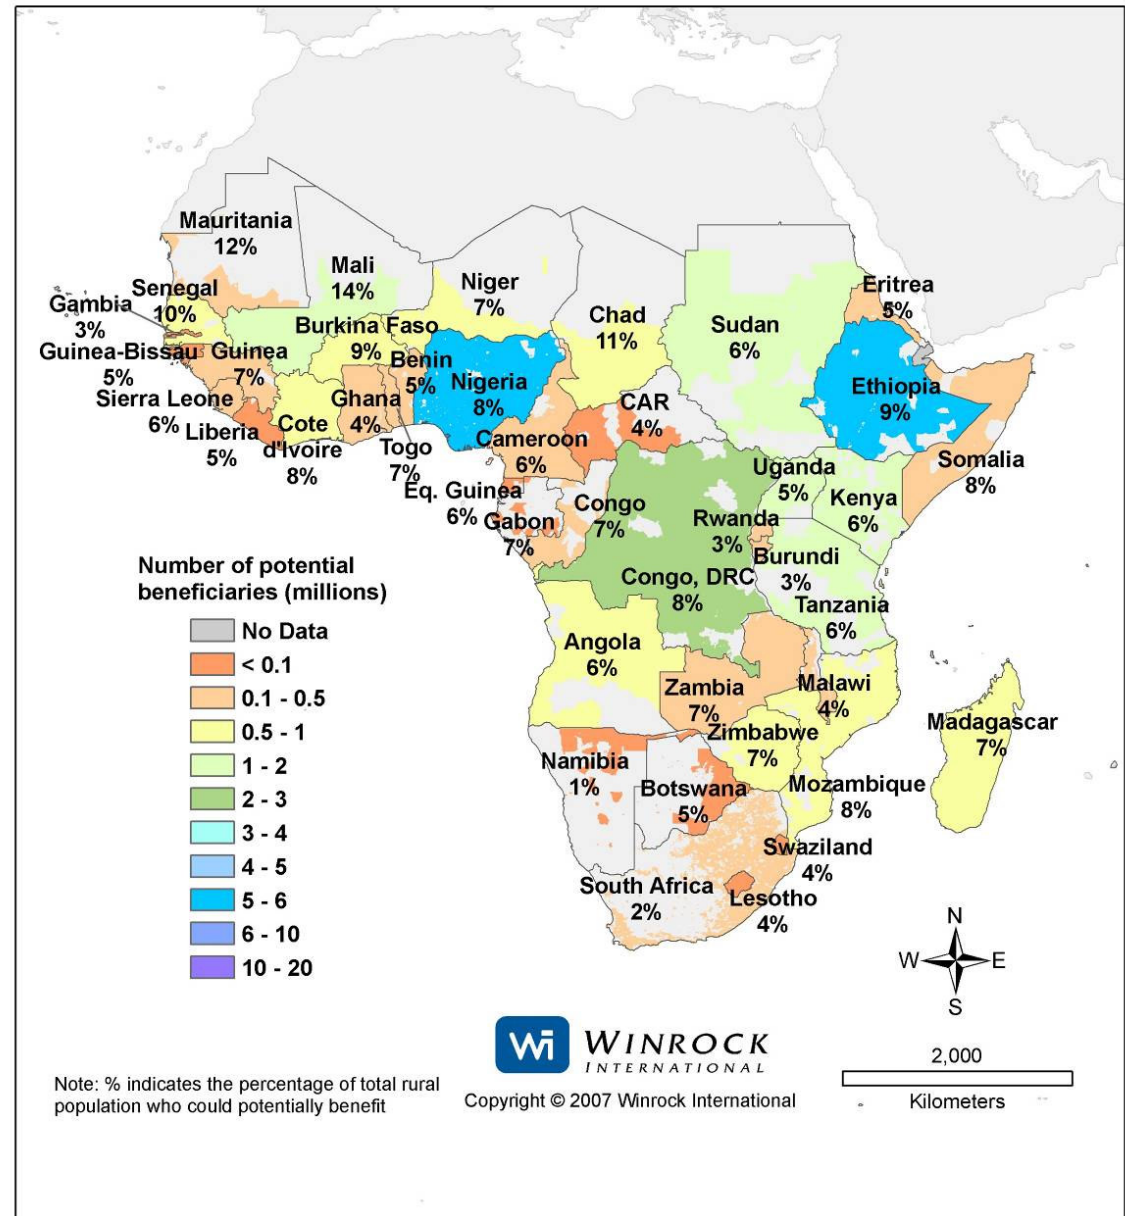 Mauritania
12%
Mali
14%
Niger
7%
Chad
11%
Sudan
6%
Eritrea
5%
Senegal
10%
Gambia
3%
Guinea-Bissau
5%
Guinea
7%
Burkina Faso
9%
Benin
5%
Nigeria
8%
Ethiopia
9%
Sierra Leone
6%
Liberia
5%
Cote
d'Ivoire
8%
Ghana
4%
Togo
7%
CAR
4%
Cameroon
6%
Somalia
8%
Eq. Guinea
6%
Gabon
7%
Congo
7%
Uganda
5%
Kenya
6%
Rwanda
3%
Burundi
3%
Congo, DRC
8%
Tanzania
6%
Angola
6%
Zambia
7%
Malawi
4%
Zimbabwe
7%
Madagascar
7%
Namibia
1%
Botswana
5%
Mozambique
8%
Swaziland
4%
South Africa
2%
Lesotho
4%
Number of potential
beneficiaries (millions)
No Data
< 0.1
0.1 - 0.5
0.5 - 1
1 - 2
2 - 3
3 - 4
4 - 5
5 - 6
6 - 10
10 - 20
N
W E
S
Wi WINROCK
INTERNATIONAL
Copyright © 2007 Winrock International
2,000
Kilometers
Note: % indicates the percentage of total rural
population who could potentially benefit